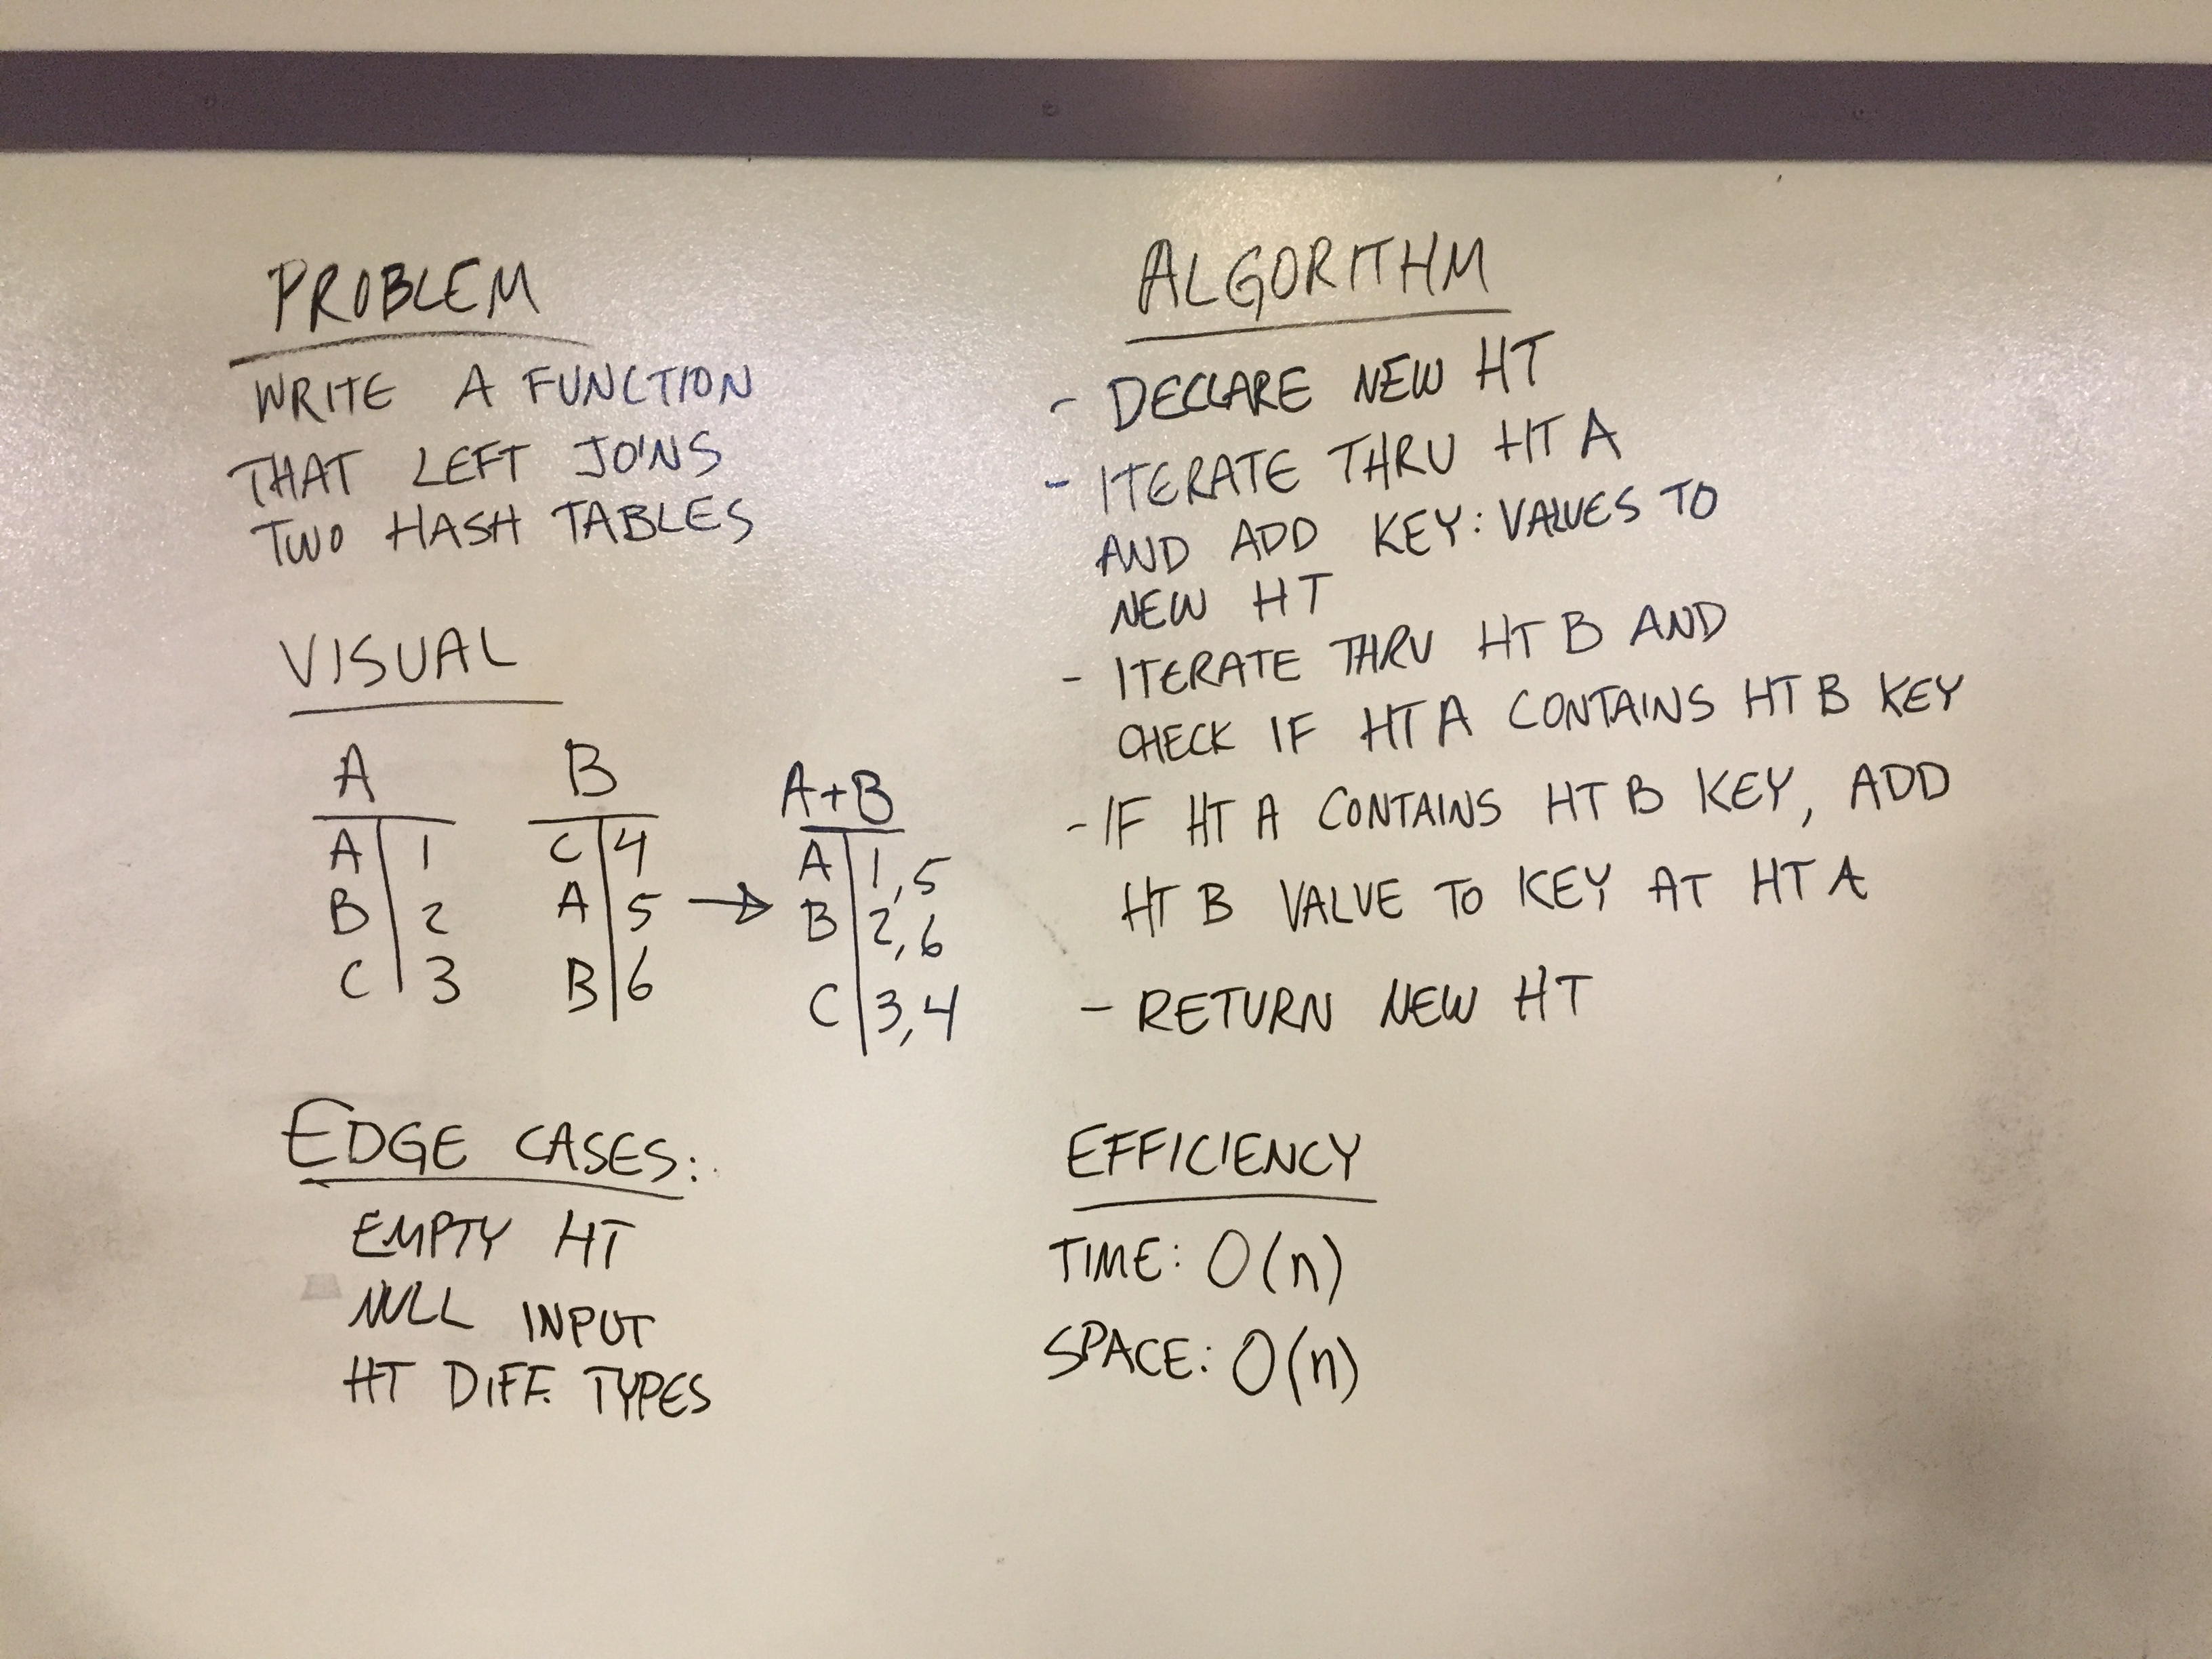 PROBLEM
WRITE A FUNCTION
THAT LEFT JOINS
TWO HASH TABLES
VISUAL
A B A+B
A 1 C 4 A 1,5
B 2 A 5 → B 2,6
C 3 B 6 C 3,4
EDGE CASES:
EMPTY HT
NULL INPUT
HT DIFF. TYPES
ALGORITHM
- DECLARE NEW HT
- ITERATE THRU HT A
AND ADD KEY: VALUES TO
NEW HT
- ITERATE THRU HT B AND
CHECK IF HT A CONTAINS HT B KEY
- IF HT A CONTAINS HT B KEY, ADD
HT B VALUE TO KEY AT HT A
- RETURN NEW HT
EFFICIENCY
TIME: O(n)
SPACE: O(n)